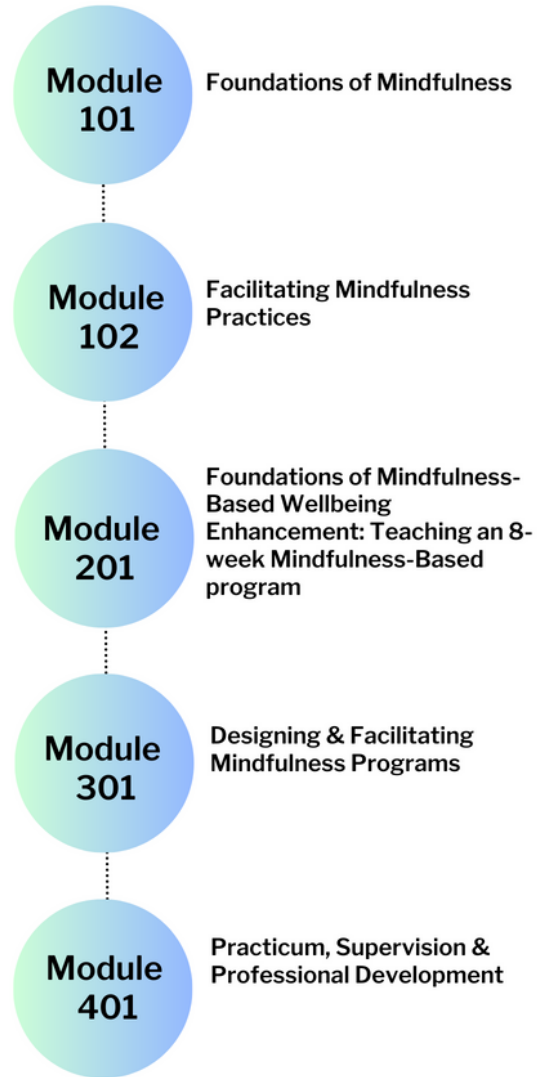 Module
101
Foundations of Mindfulness
Module
102
Facilitating Mindfulness
Practices
Module
201
Foundations of Mindfulness-
Based Wellbeing
Enhancement: Teaching an 8-
week Mindfulness-Based
program
Module
301
Designing & Facilitating
Mindfulness Programs
Module
401
Practicum, Supervision &
Professional Development